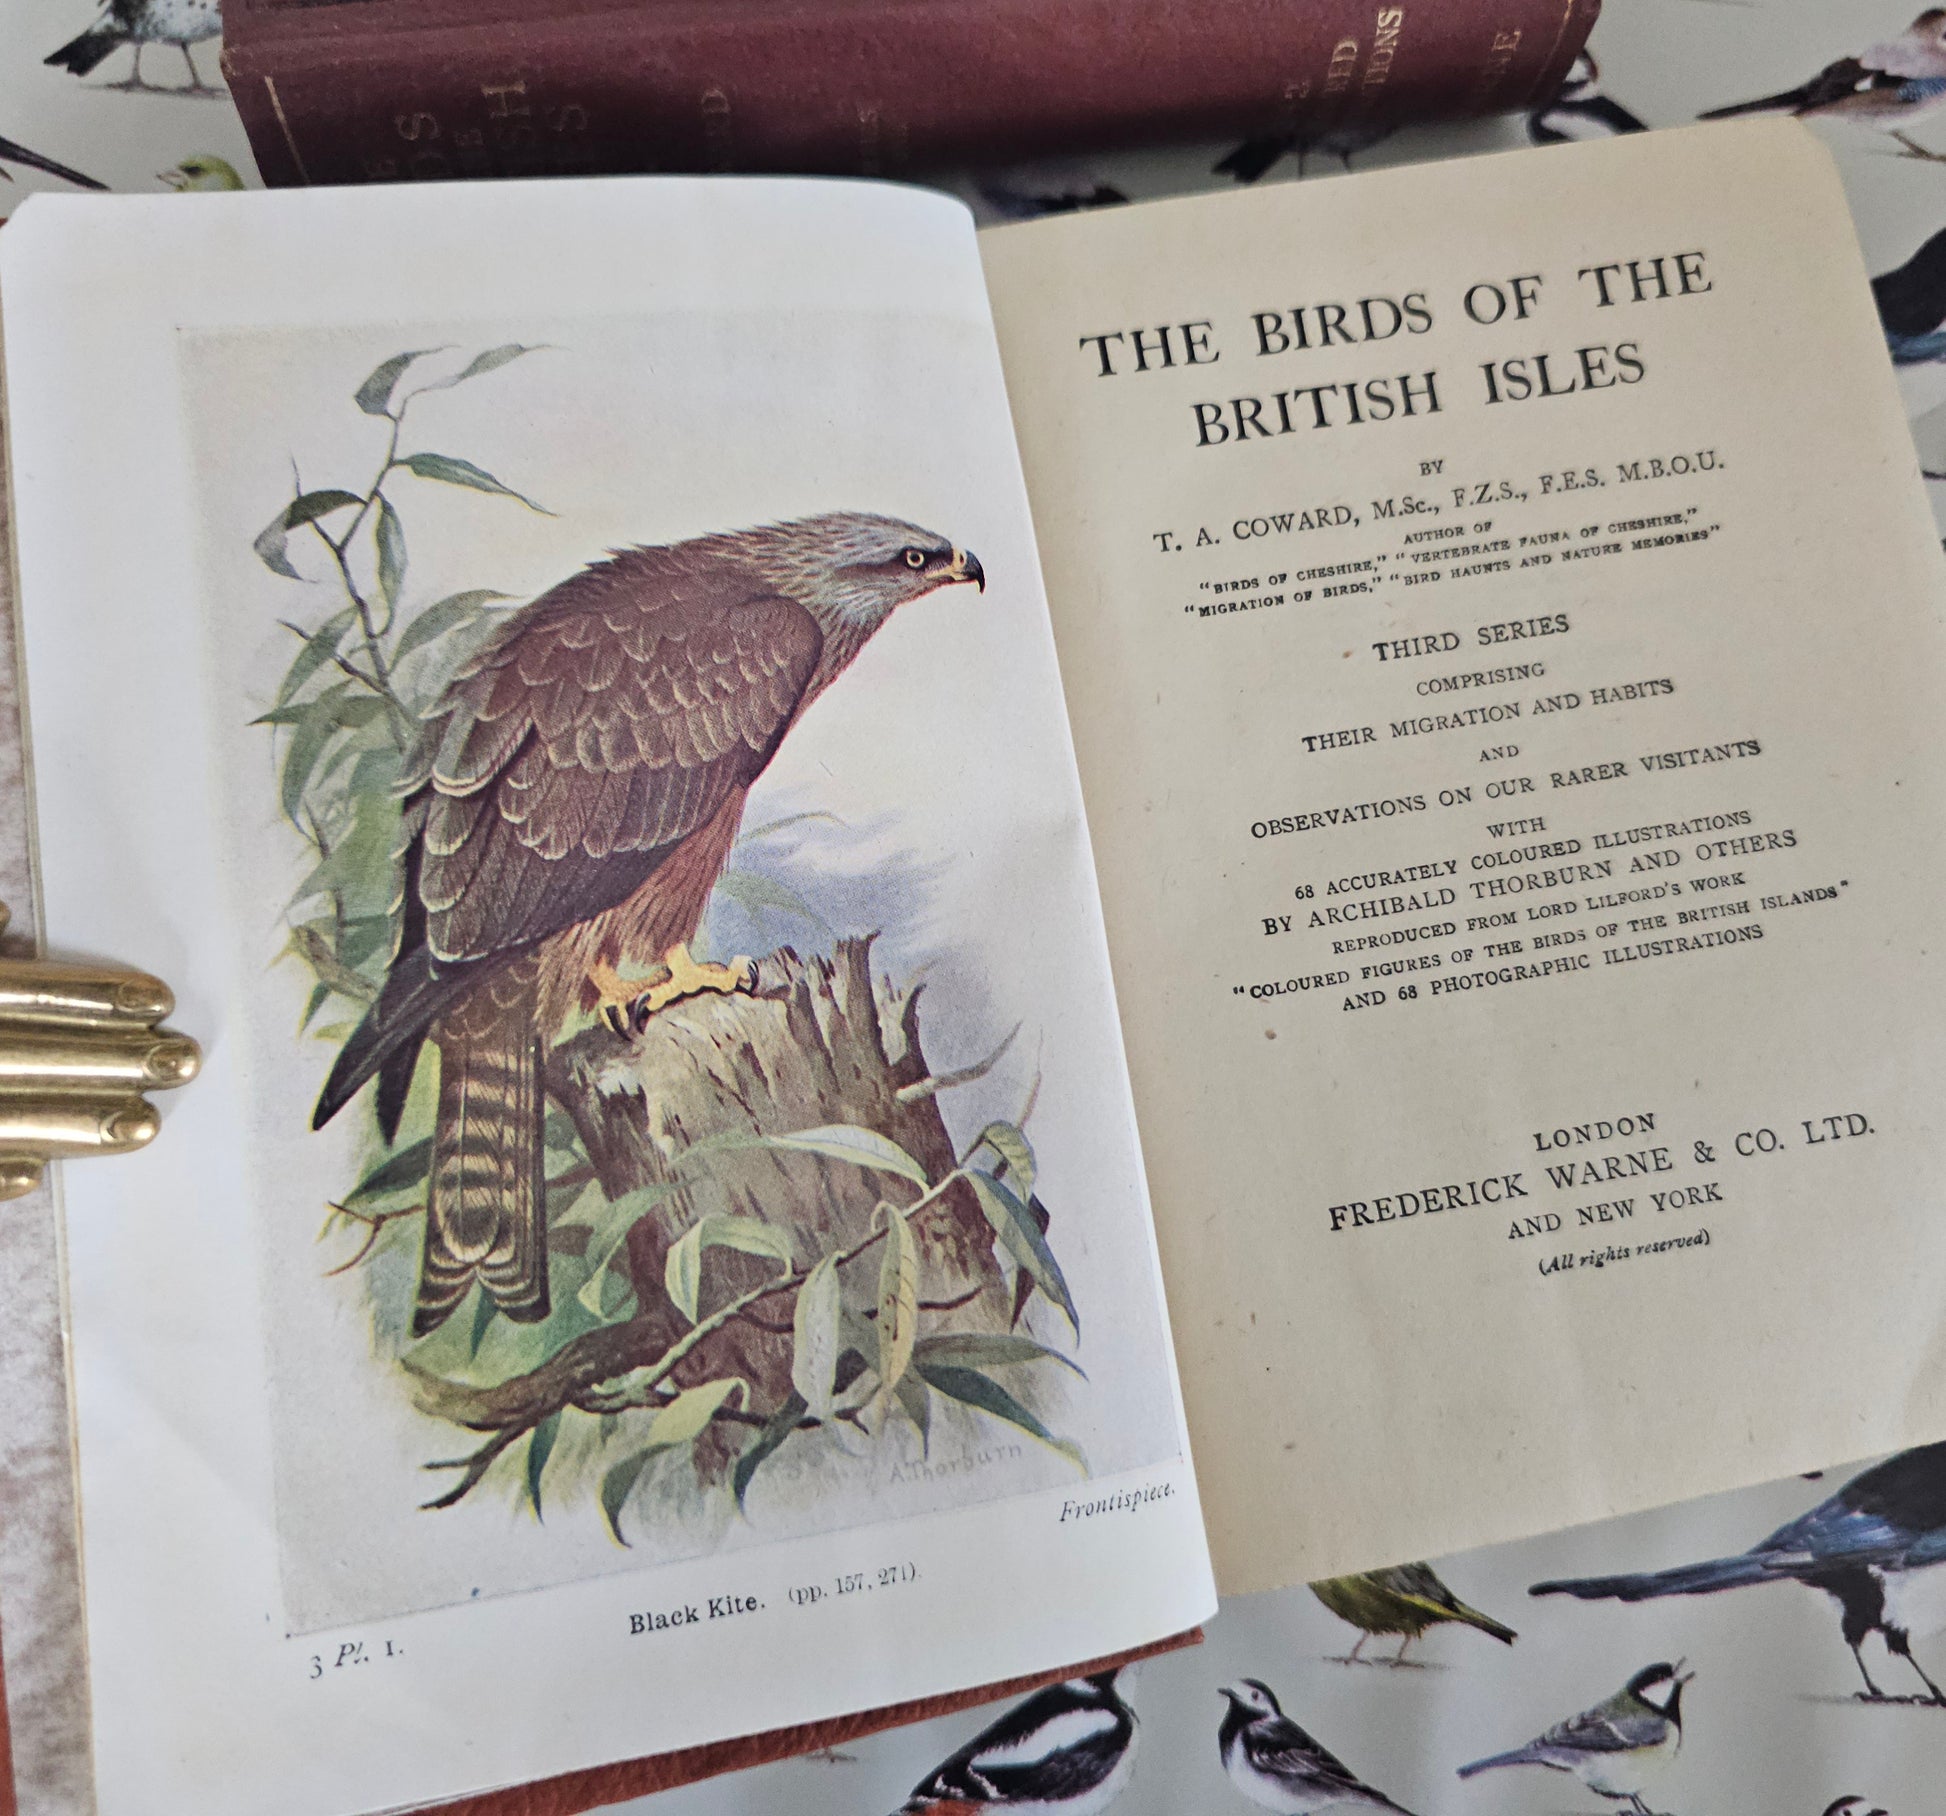 A. Thorburn
Frontispiece.
Black Kite. (pp. 157, 271).
3 Pl. 1.
THE BIRDS OF THE
BRITISH ISLES
BY
T. A. COWARD, M.Sc., F.Z.S., F.E.S. M.B.O.U.
AUTHOR OF
"BIRDS OF CHESHIRE," "VERTEBRATE FAUNA OF CHESHIRE,"
"MIGRATION OF BIRDS," "BIRD HAUNTS AND NATURE MEMORIES"
THIRD SERIES
COMPRISING
THEIR MIGRATION AND HABITS
AND
OBSERVATIONS ON OUR RARER VISITANTS
WITH
68 ACCURATELY COLOURED ILLUSTRATIONS
BY ARCHIBALD THORBURN AND OTHERS
REPRODUCED FROM LORD LILFORD'S WORK
"COLOURED FIGURES OF THE BIRDS OF THE BRITISH ISLANDS"
AND 68 PHOTOGRAPHIC ILLUSTRATIONS
LONDON
FREDERICK WARNE & CO. LTD.
AND NEW YORK
(All rights reserved)